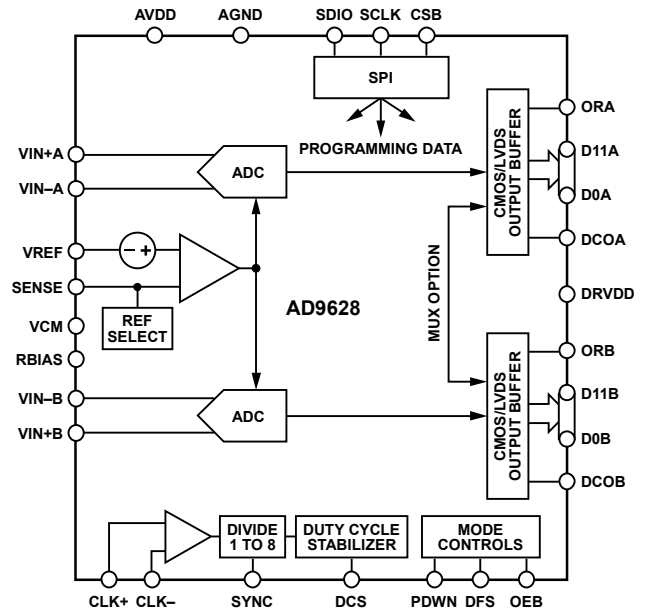 AVDD AGND SDIO SCLK CSB
SPI
PROGRAMMING DATA
VIN+A
VIN–A
ADC
VREF
– +
SENSE
REF
SELECT
VCM
RBIAS
AD9628
VIN–B
VIN+B
ADC
MUX OPTION
CMOS/LVDS
OUTPUT BUFFER
ORA
D11A
D0A
DCOA
DRVDD
CMOS/LVDS
OUTPUT BUFFER
ORB
D11B
D0B
DCOB
DIVIDE
1 TO 8
DUTY CYCLE
STABILIZER
MODE
CONTROLS
CLK+ CLK– SYNC DCS PDWN DFS OEB